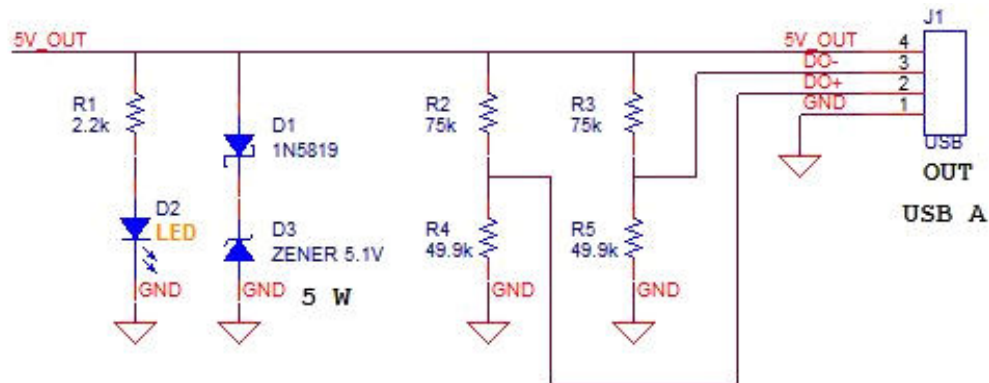 5V_OUT
R1
2.2k
D1
1N5819
D2
LED
D3
ZENER 5.1V
GND
GND
5 W
R2
75k
R3
75k
R4
49.9k
R5
49.9k
GND
GND
J1
5V_OUT 4
DO- 3
DO+ 2
GND 1
USB
OUT
USB A